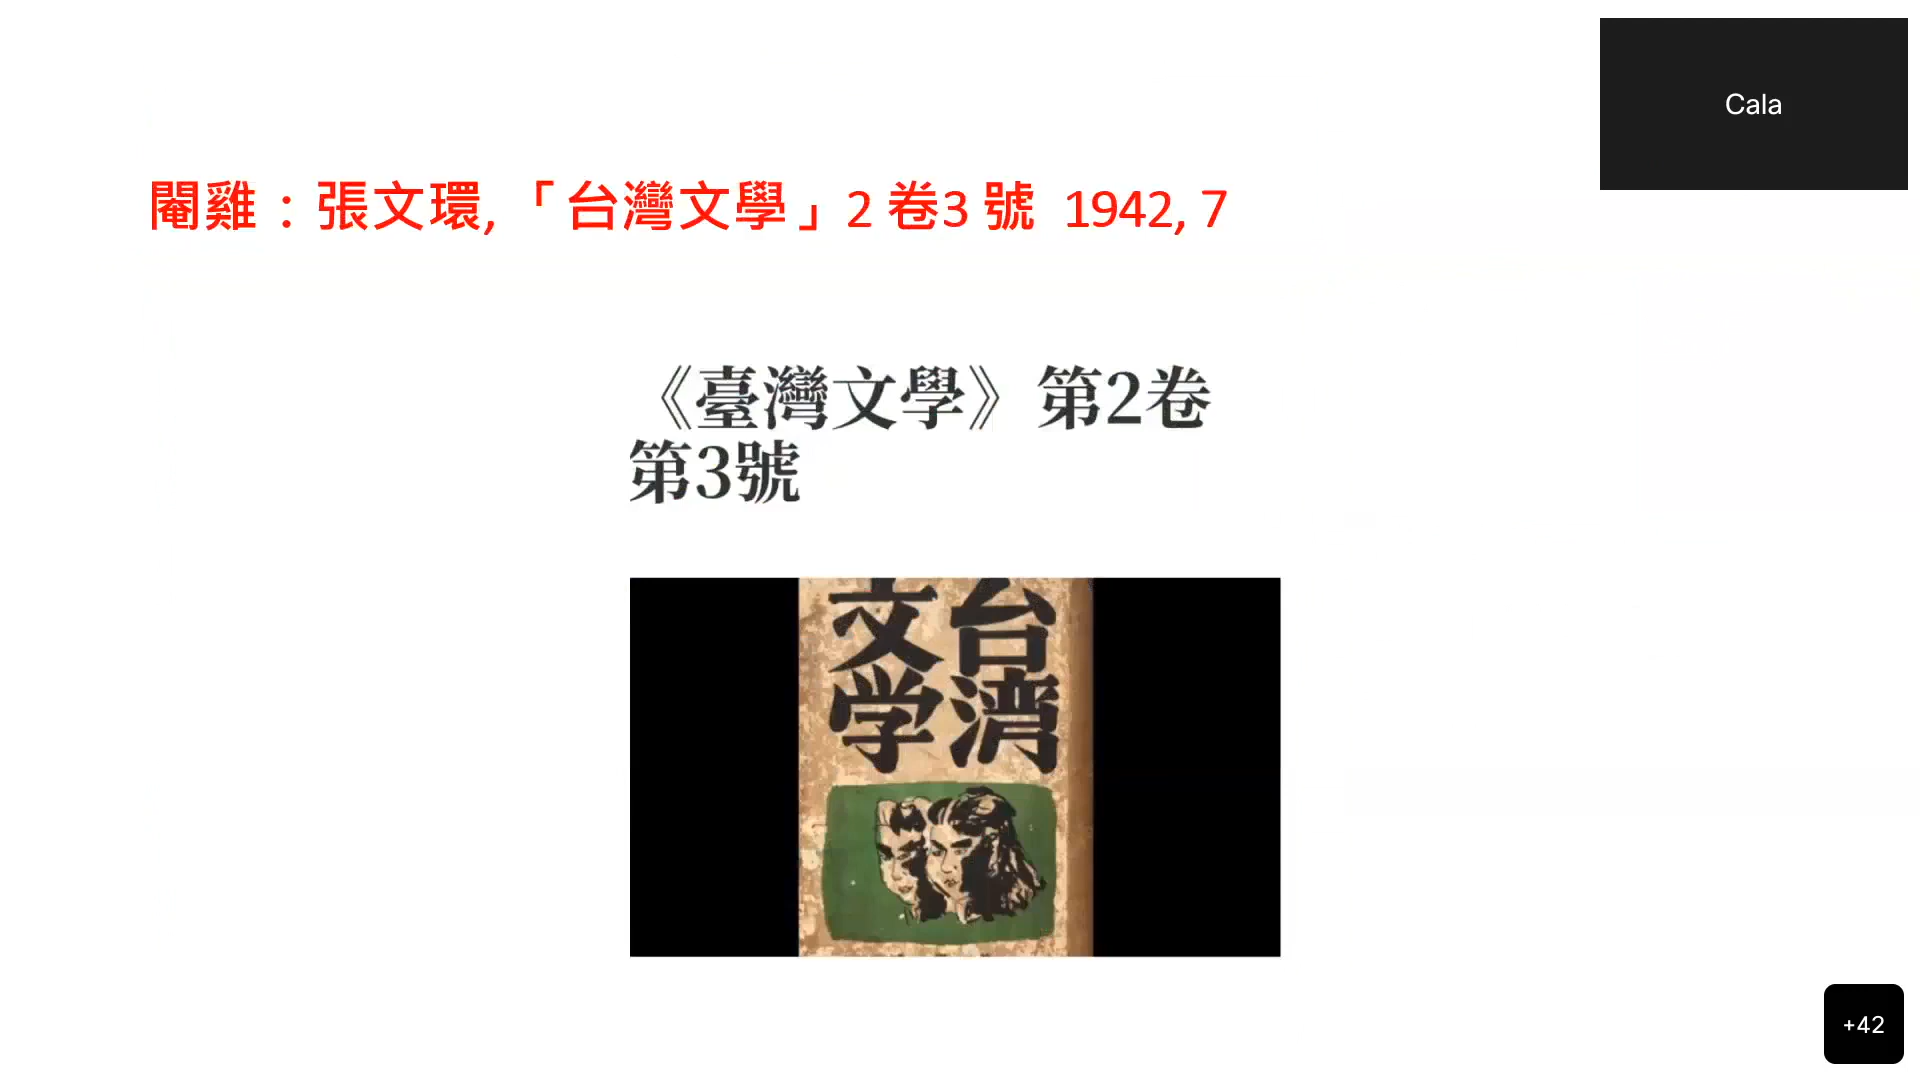 Cala
閹雞：張文環, 「台灣文學」2 卷3 號 1942, 7
《臺灣文學》第2卷
第3號
台灣
文学
+42